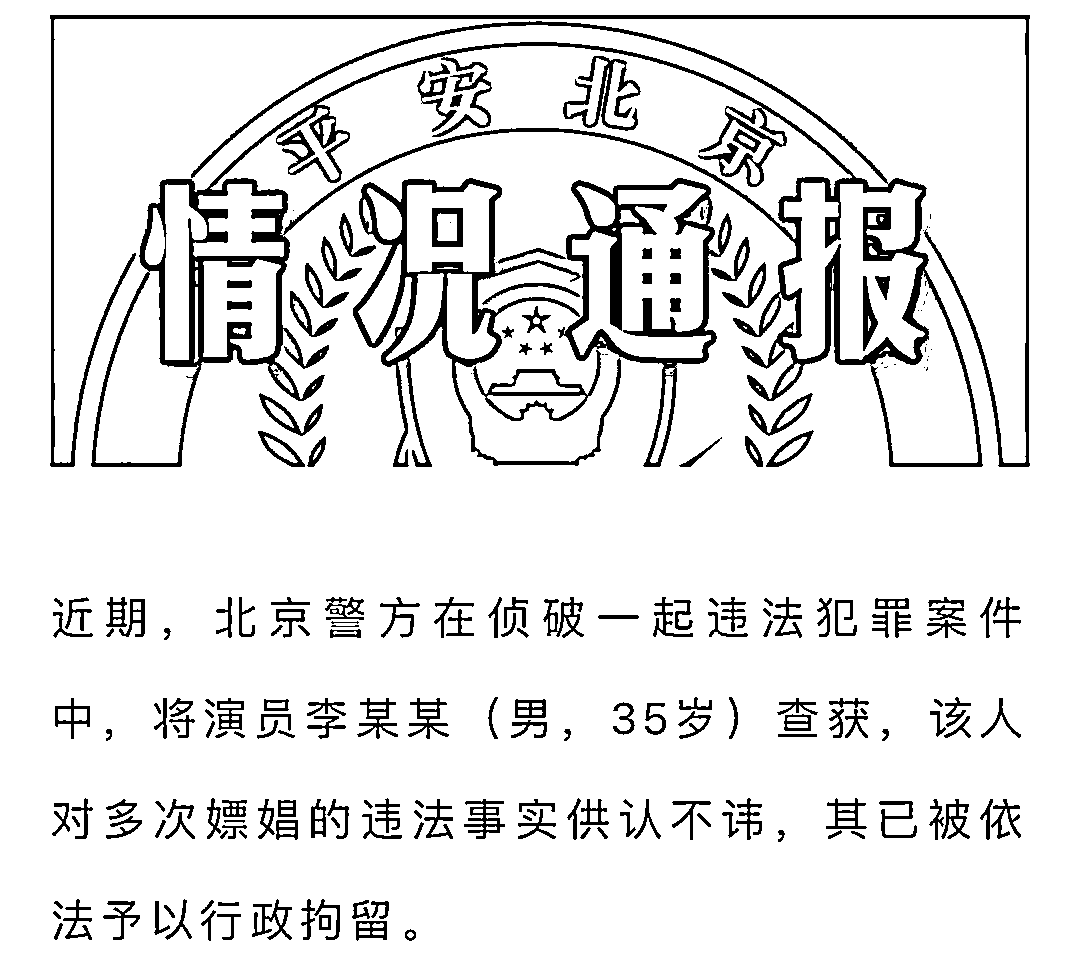 平安北京
情况通报
近期，北京警方在侦破一起违法犯罪案件
中，将演员李某某（男，35岁）查获，该人
对多次嫖娼的违法事实供认不讳，其已被依
法予以行政拘留。